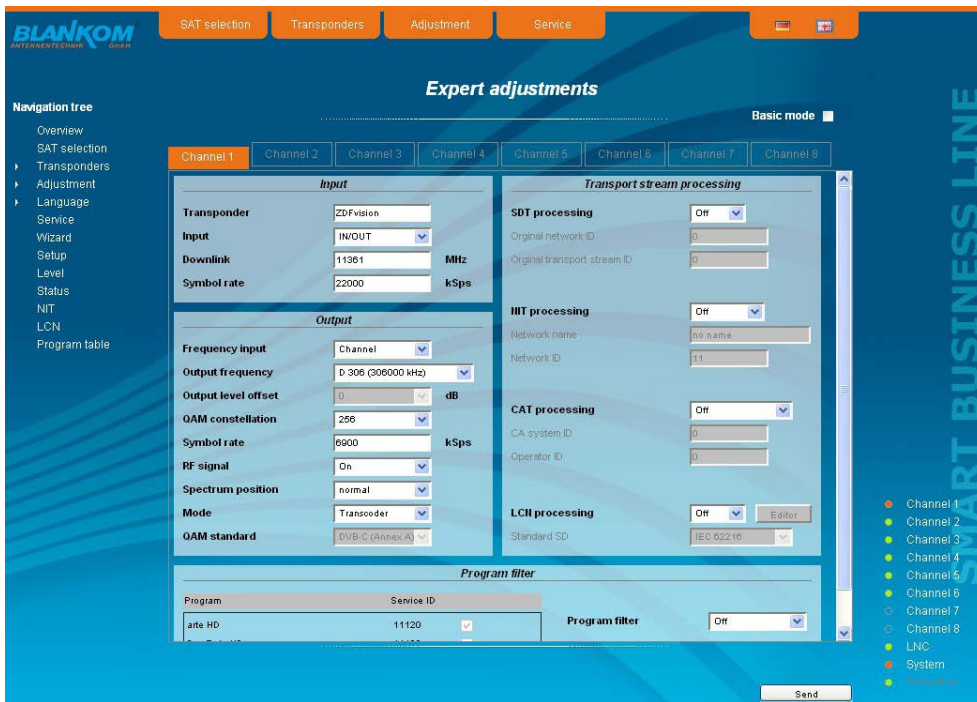 BLANKOM
ANTENNENTECHNIK GmbH
SAT selection
Transponders
Adjustment
Service
Expert adjustments
Navigation tree
Overview
SAT selection
Transponders
Adjustment
Language
Service
Wizard
Setup
Level
Status
NIT
LCN
Program table
Basic mode
Channel 1
Channel 2
Channel 3
Channel 4
Channel 5
Channel 6
Channel 7
Channel 8
Input
Transponder ZDFvision
Input IN/OUT
Downlink 11361 MHz
Symbol rate 22000 kSps
Output
Frequency input Channel
Output frequency D 306 (306000 kHz)
Output level offset 0 dB
QAM constellation 256
Symbol rate 6900 kSps
RF signal On
Spectrum position normal
Mode Transcoder
QAM standard DVB-C (Annex A)
Transport stream processing
SDT processing Off
Orginal network ID 0
Orginal transport stream ID 0
NIT processing Off
Network name no name
Network ID 11
CAT processing Off
CA system ID 0
Operator ID 0
LCN processing Off Editor
Standard SD IEC 62216
Program filter
Program Service ID
arte HD 11120
Program filter Off
Send
SMART BUSINESS LINE
Channel 1
Channel 2
Channel 3
Channel 4
Channel 5
Channel 6
Channel 7
Channel 8
LNC
System